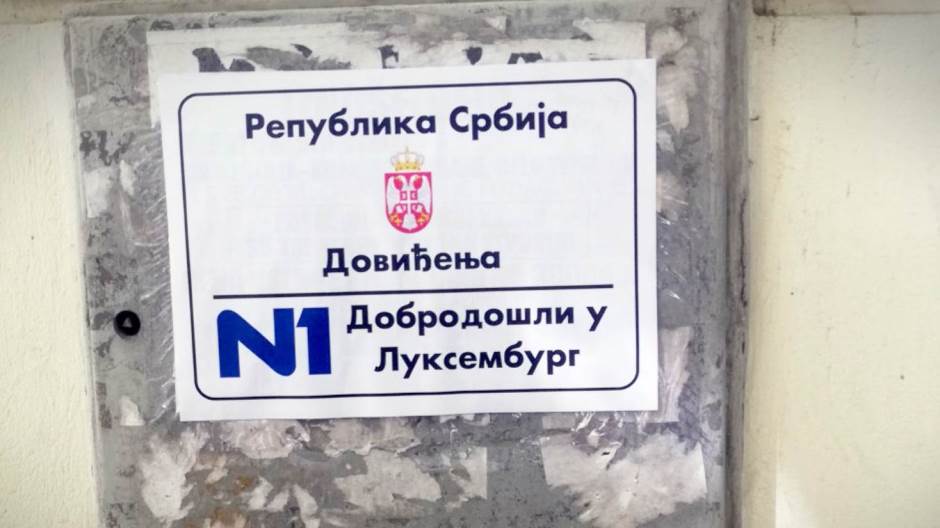 Република Србија
Довиђења
N1 Добродошли у
Луксембург